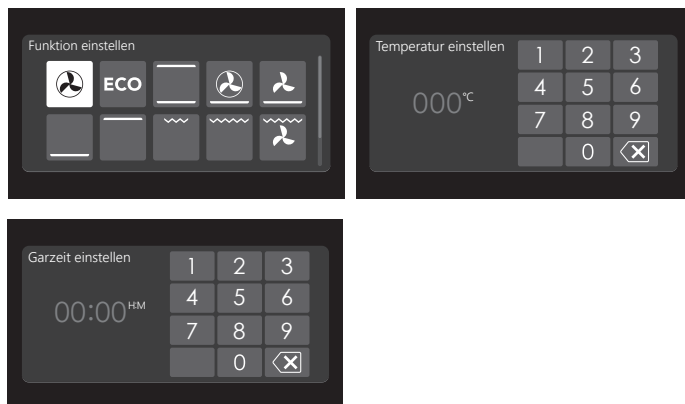 Funktion einstellen
ECO
Temperatur einstellen
000°C
1 2 3
4 5 6
7 8 9
0
Garzeit einstellen
00:00 H:M
1 2 3
4 5 6
7 8 9
0